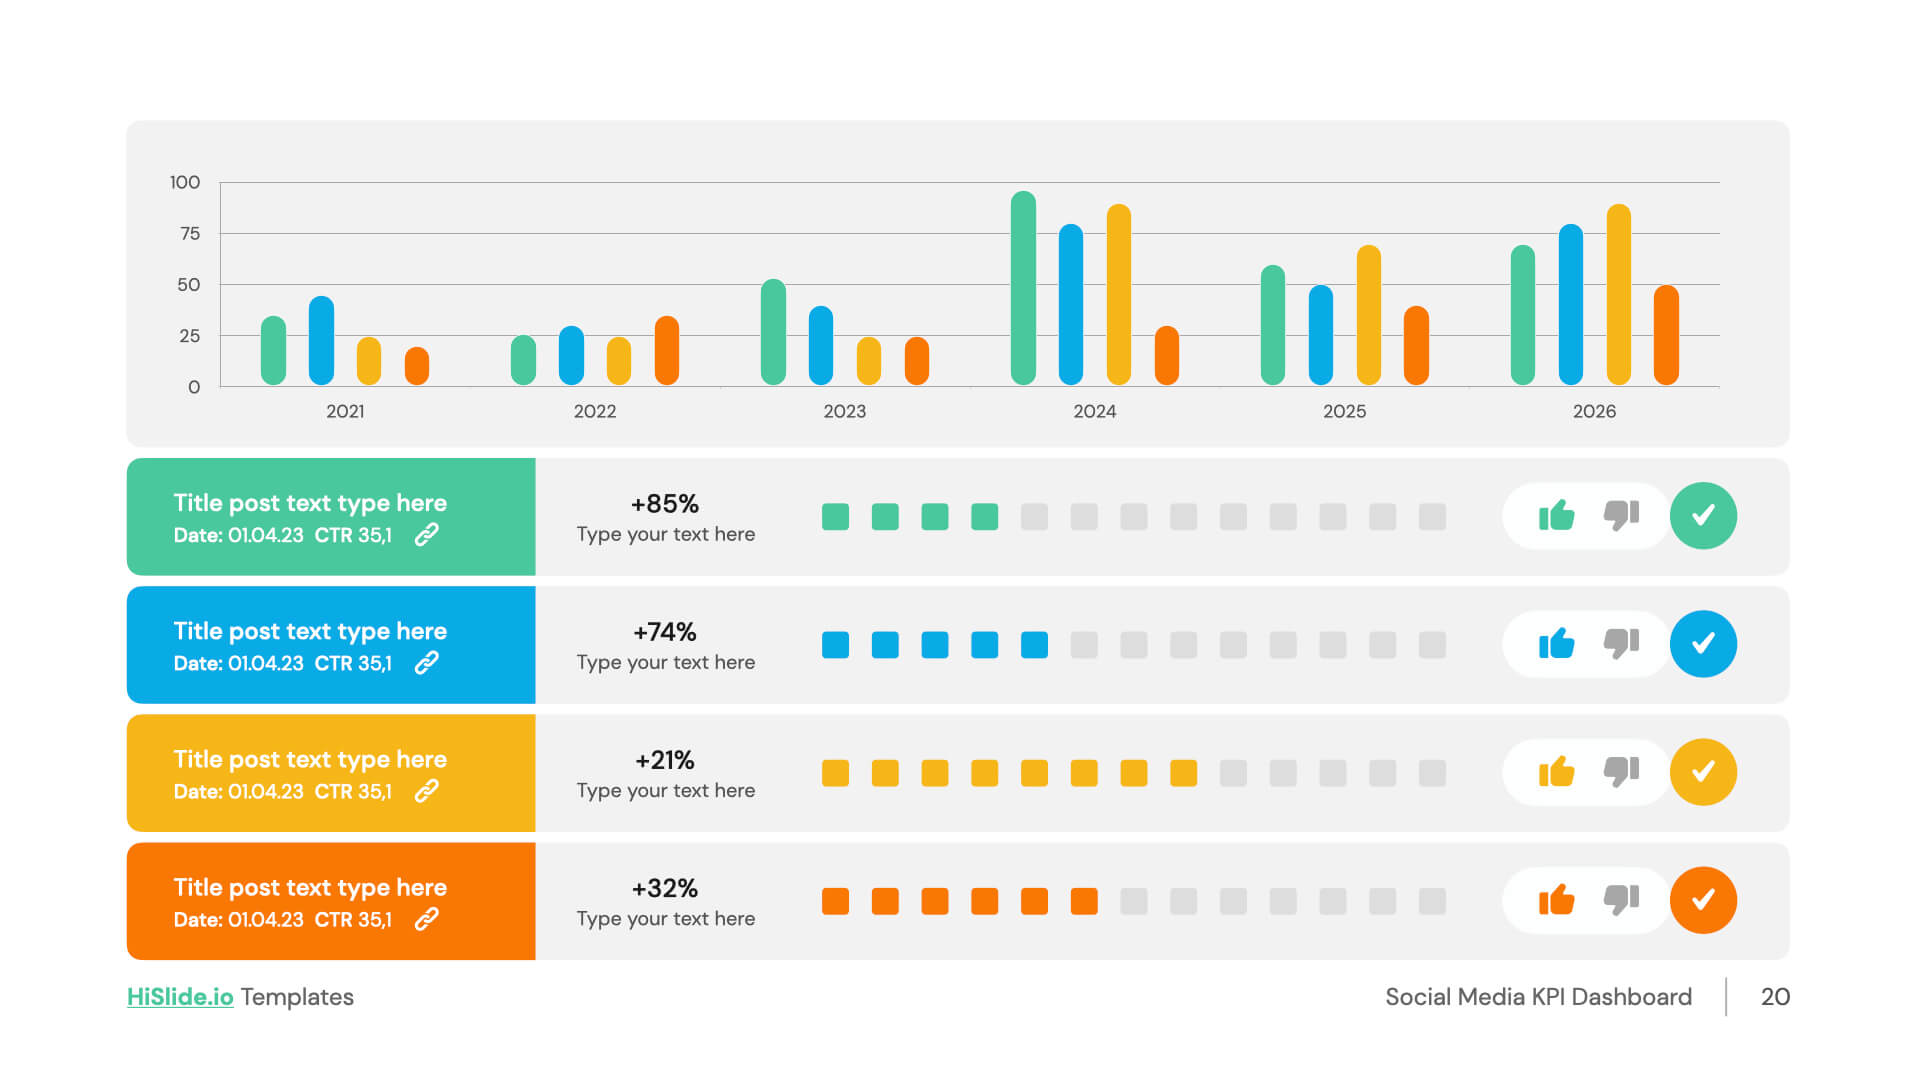 100
75
50
25
0
2021 2022 2023 2024 2025 2026
Title post text type here
Date: 01.04.23 CTR 35,1
+85%
Type your text here
Title post text type here
Date: 01.04.23 CTR 35,1
+74%
Type your text here
Title post text type here
Date: 01.04.23 CTR 35,1
+21%
Type your text here
Title post text type here
Date: 01.04.23 CTR 35,1
+32%
Type your text here
HiSlide.io Templates
Social Media KPI Dashboard 20